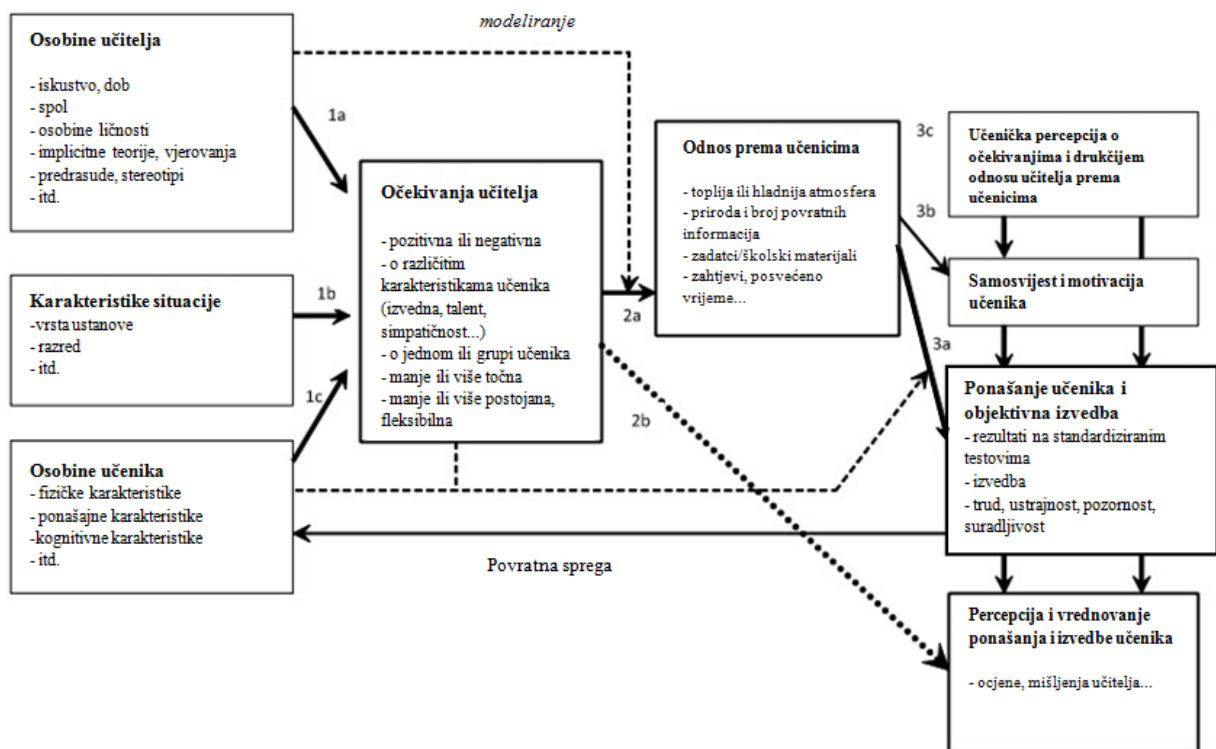 modeliranje
Osobine učitelja
- iskustvo, dob
- spol
- osobine ličnosti
- implicitne teorije, vjerovanja
- predrasude, stereotipi
- itd.
1a
Karakteristike situacije
-vrsta ustanove
- razred
- itd.
1b
Osobine učenika
- fizičke karakteristike
- ponašajne karakteristike
-kognitivne karakteristike
- itd.
1c
Očekivanja učitelja
- pozitivna ili negativna
- o različitim
karakteristikama učenika
(izvedna, talent,
simpatičnost...)
- o jednom ili grupi učenika
- manje ili više točna
- manje ili više postojana,
fleksibilna
2a
2b
Odnos prema učenicima
- toplija ili hladnija atmosfera
- priroda i broj povratnih
informacija
- zadatci/školski materijali
- zahtjevi, posvećeno
vrijeme...
3c
3b
3a
Učenička percepcija o
očekivanjima i drukčijem
odnosu učitelja prema
učenicima
Samosvijest i motivacija
učenika
Ponašanje učenika i
objektivna izvedba
- rezultati na standardiziranim
testovima
- izvedba
- trud, ustrajnost, pozornost,
suradljivost
Povratna sprega
Percepcija i vrednovanje
ponašanja i izvedbe učenika
- ocjene, mišljenja učitelja...